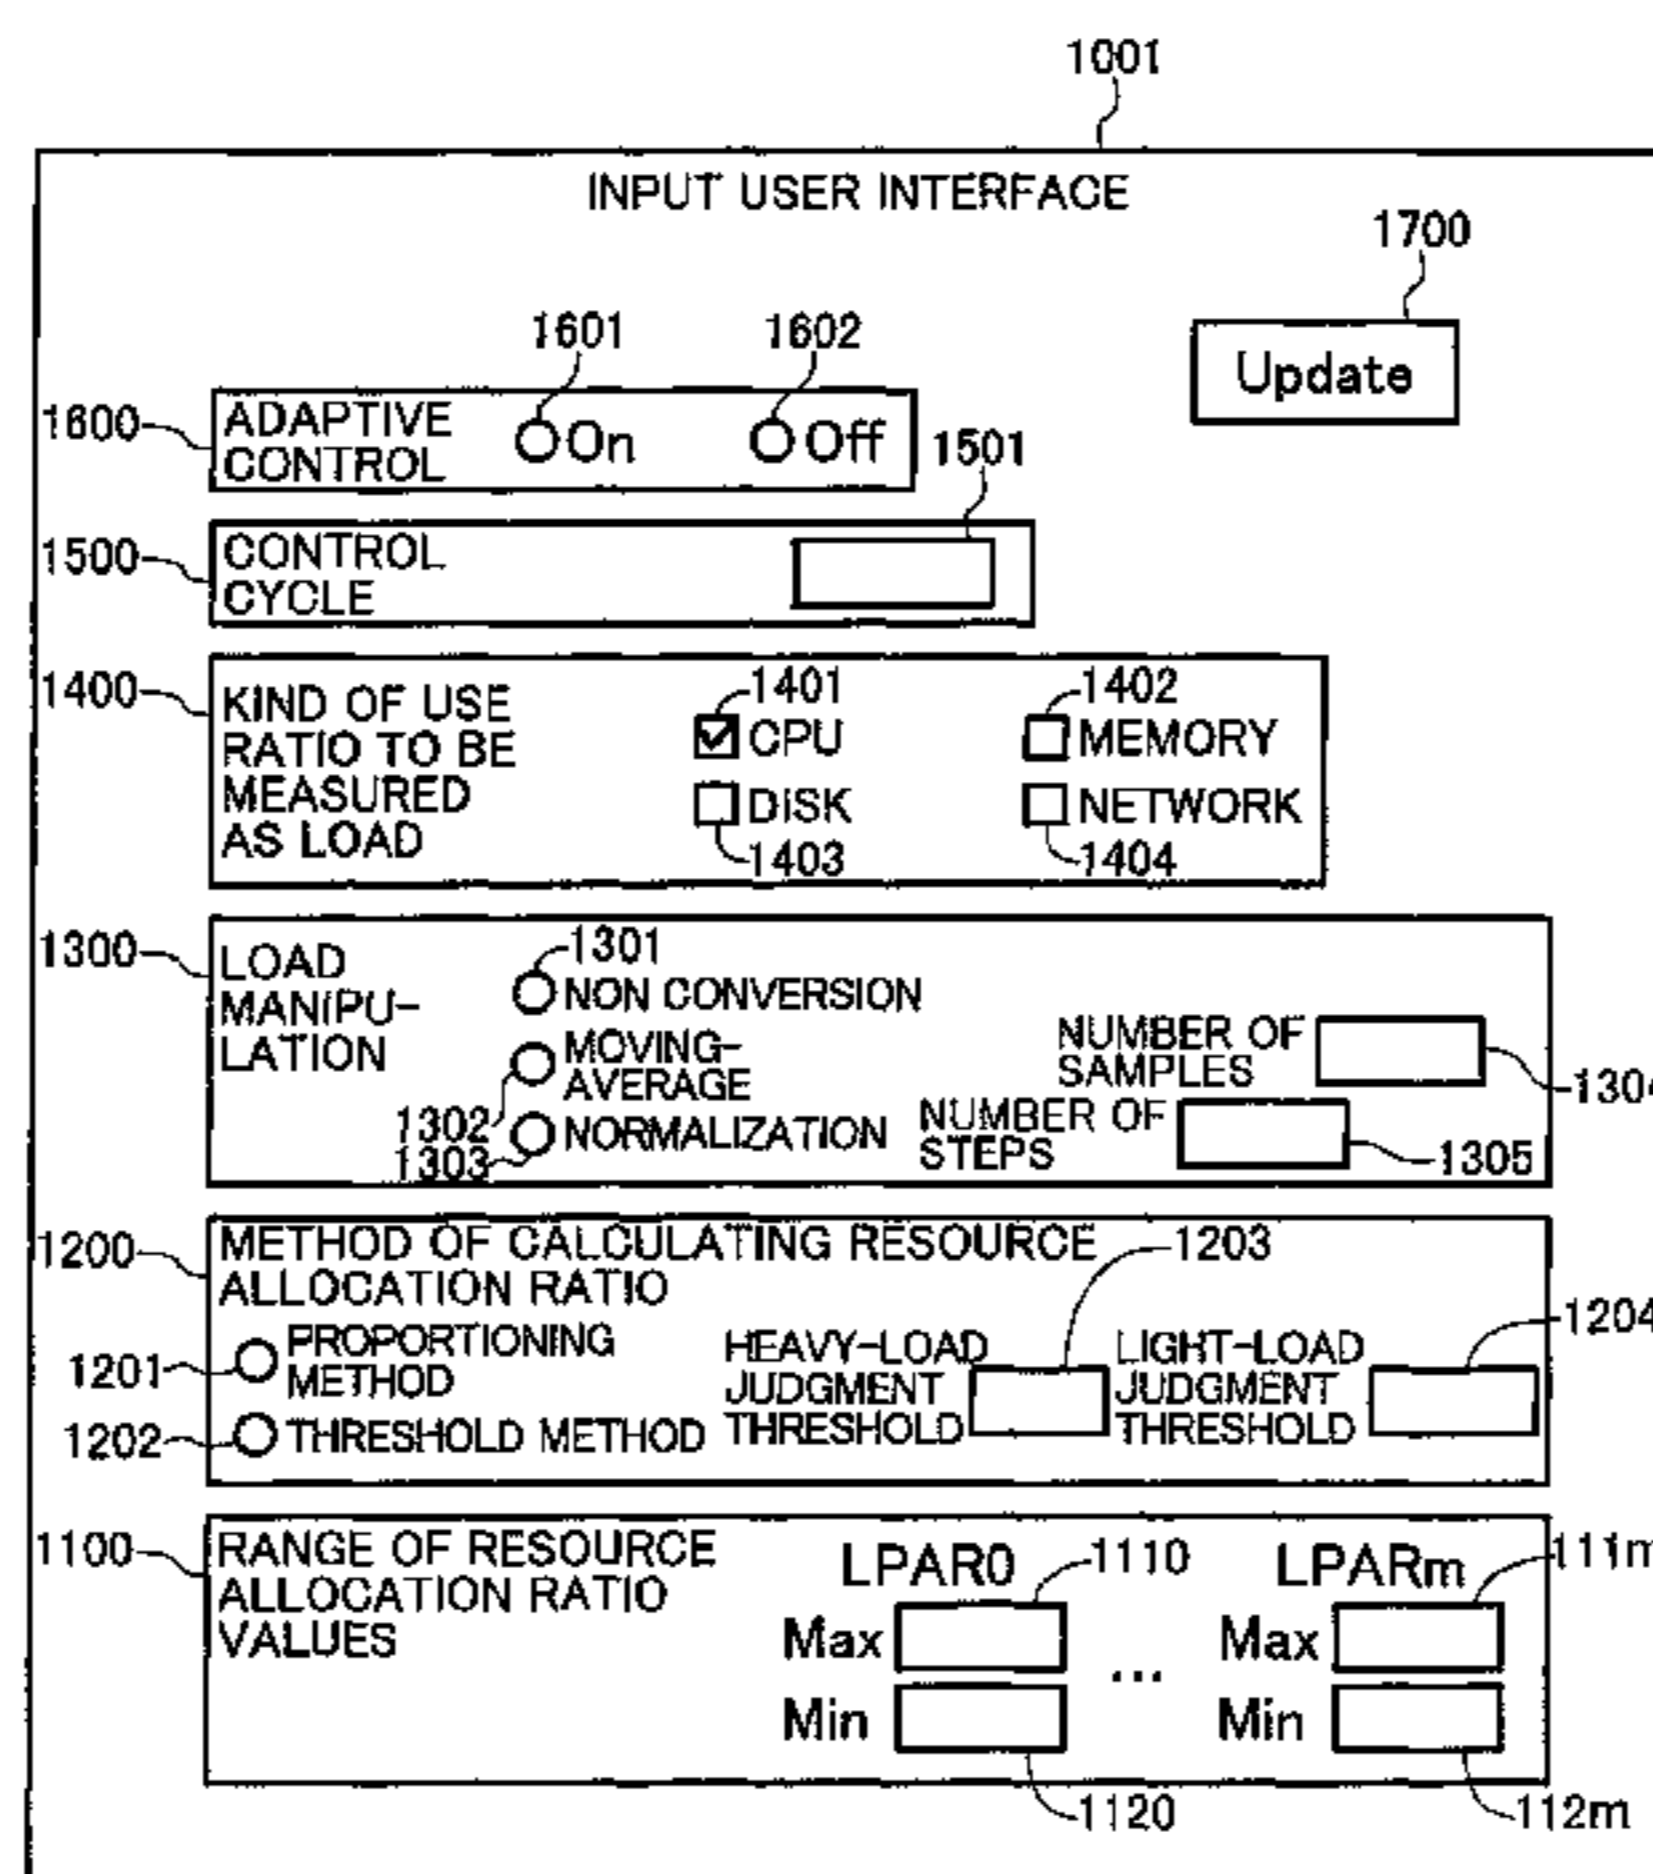 1001
INPUT USER INTERFACE
1700
Update
1601
1602
1600
ADAPTIVE
CONTROL
On
Off
1501
1500
CONTROL
CYCLE
1400
KIND OF USE
RATIO TO BE
MEASURED
AS LOAD
1401
CPU
1402
MEMORY
DISK
1403
NETWORK
1404
1300
LOAD
MANIPU-
LATION
1301
NON CONVERSION
MOVING-
AVERAGE
1302
NUMBER OF
SAMPLES
1304
1303
NORMALIZATION
NUMBER OF
STEPS
1305
1200
METHOD OF CALCULATING RESOURCE
ALLOCATION RATIO
1203
1204
1201
PROPORTIONING
METHOD
1202
THRESHOLD METHOD
HEAVY-LOAD
JUDGMENT
THRESHOLD
LIGHT-LOAD
JUDGMENT
THRESHOLD
1100
RANGE OF RESOURCE
ALLOCATION RATIO
VALUES
LPAR0
1110
Max
Min
1120
...
LPARm
111m
Max
Min
112m